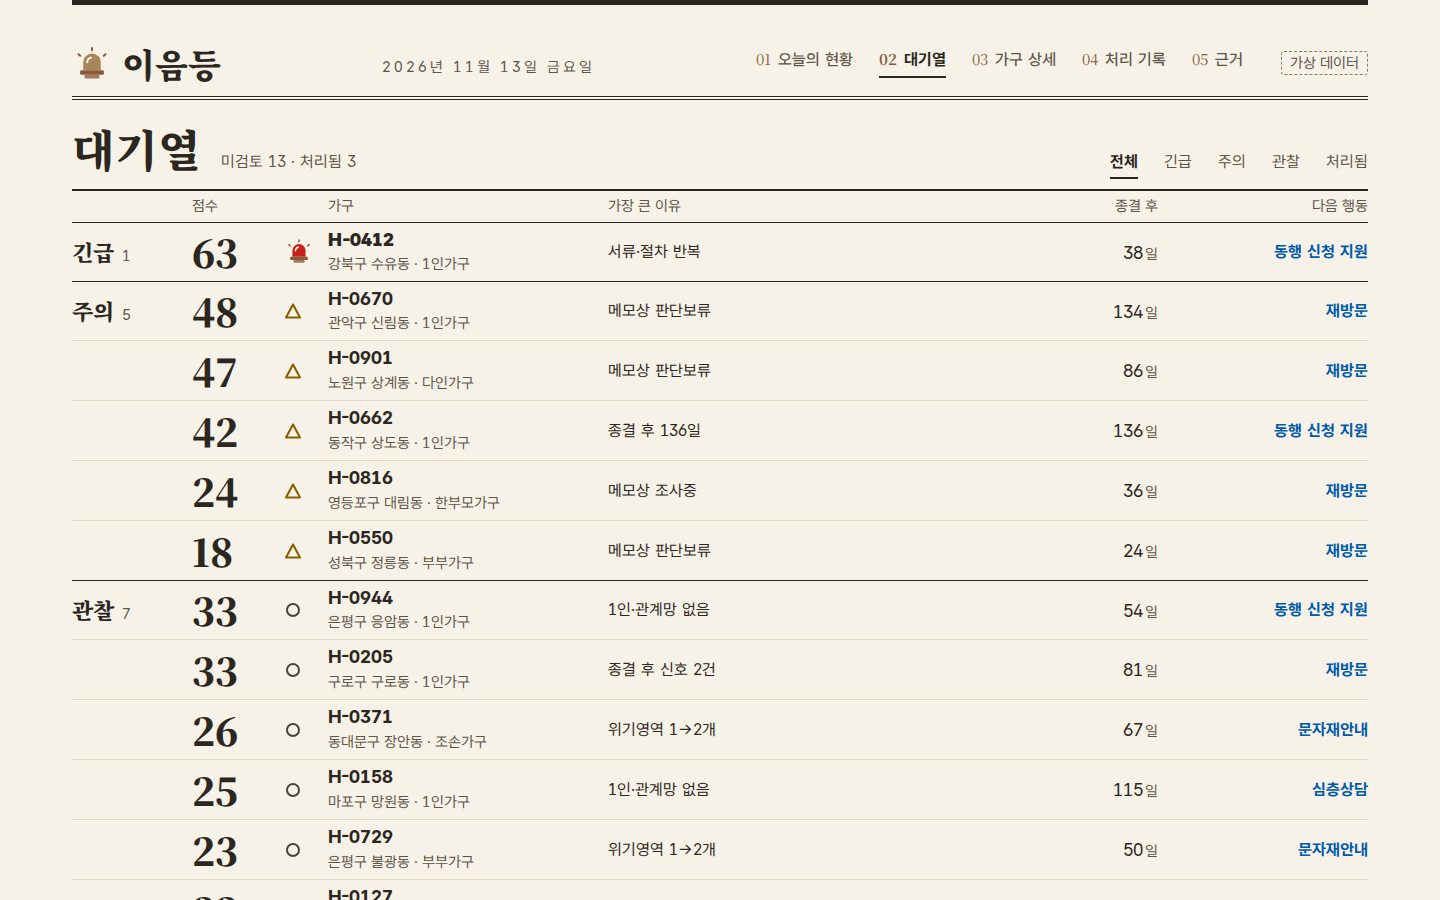 이음등
2026년 11월 13일 금요일
01 오늘의 현황 02 대기열 03 가구 상세 04 처리 기록 05 근거 가상 데이터
대기열 미검토 13 · 처리됨 3
전체 긴급 주의 관찰 처리됨
점수 가구 가장 큰 이유 종결 후 다음 행동
긴급 1 63 H-0412 서류·절차 반복 38일 동행 신청 지원
강북구 수유동 · 1인가구
주의 5 48 H-0670 메모상 판단보류 134일 재방문
관악구 신림동 · 1인가구
47 H-0901 메모상 판단보류 86일 재방문
노원구 상계동 · 다인가구
42 H-0662 종결 후 136일 136일 동행 신청 지원
동작구 상도동 · 1인가구
24 H-0816 메모상 조사중 36일 재방문
영등포구 대림동 · 한부모가구
18 H-0550 메모상 판단보류 24일 재방문
성북구 정릉동 · 부부가구
관찰 7 33 H-0944 1인·관계망 없음 54일 동행 신청 지원
은평구 응암동 · 1인가구
33 H-0205 종결 후 신호 2건 81일 재방문
구로구 구로동 · 1인가구
26 H-0371 위기영역 1→2개 67일 문자재안내
동대문구 장안동 · 조손가구
25 H-0158 1인·관계망 없음 115일 심층상담
마포구 망원동 · 1인가구
23 H-0729 위기영역 1→2개 50일 문자재안내
은평구 불광동 · 부부가구
H-0127